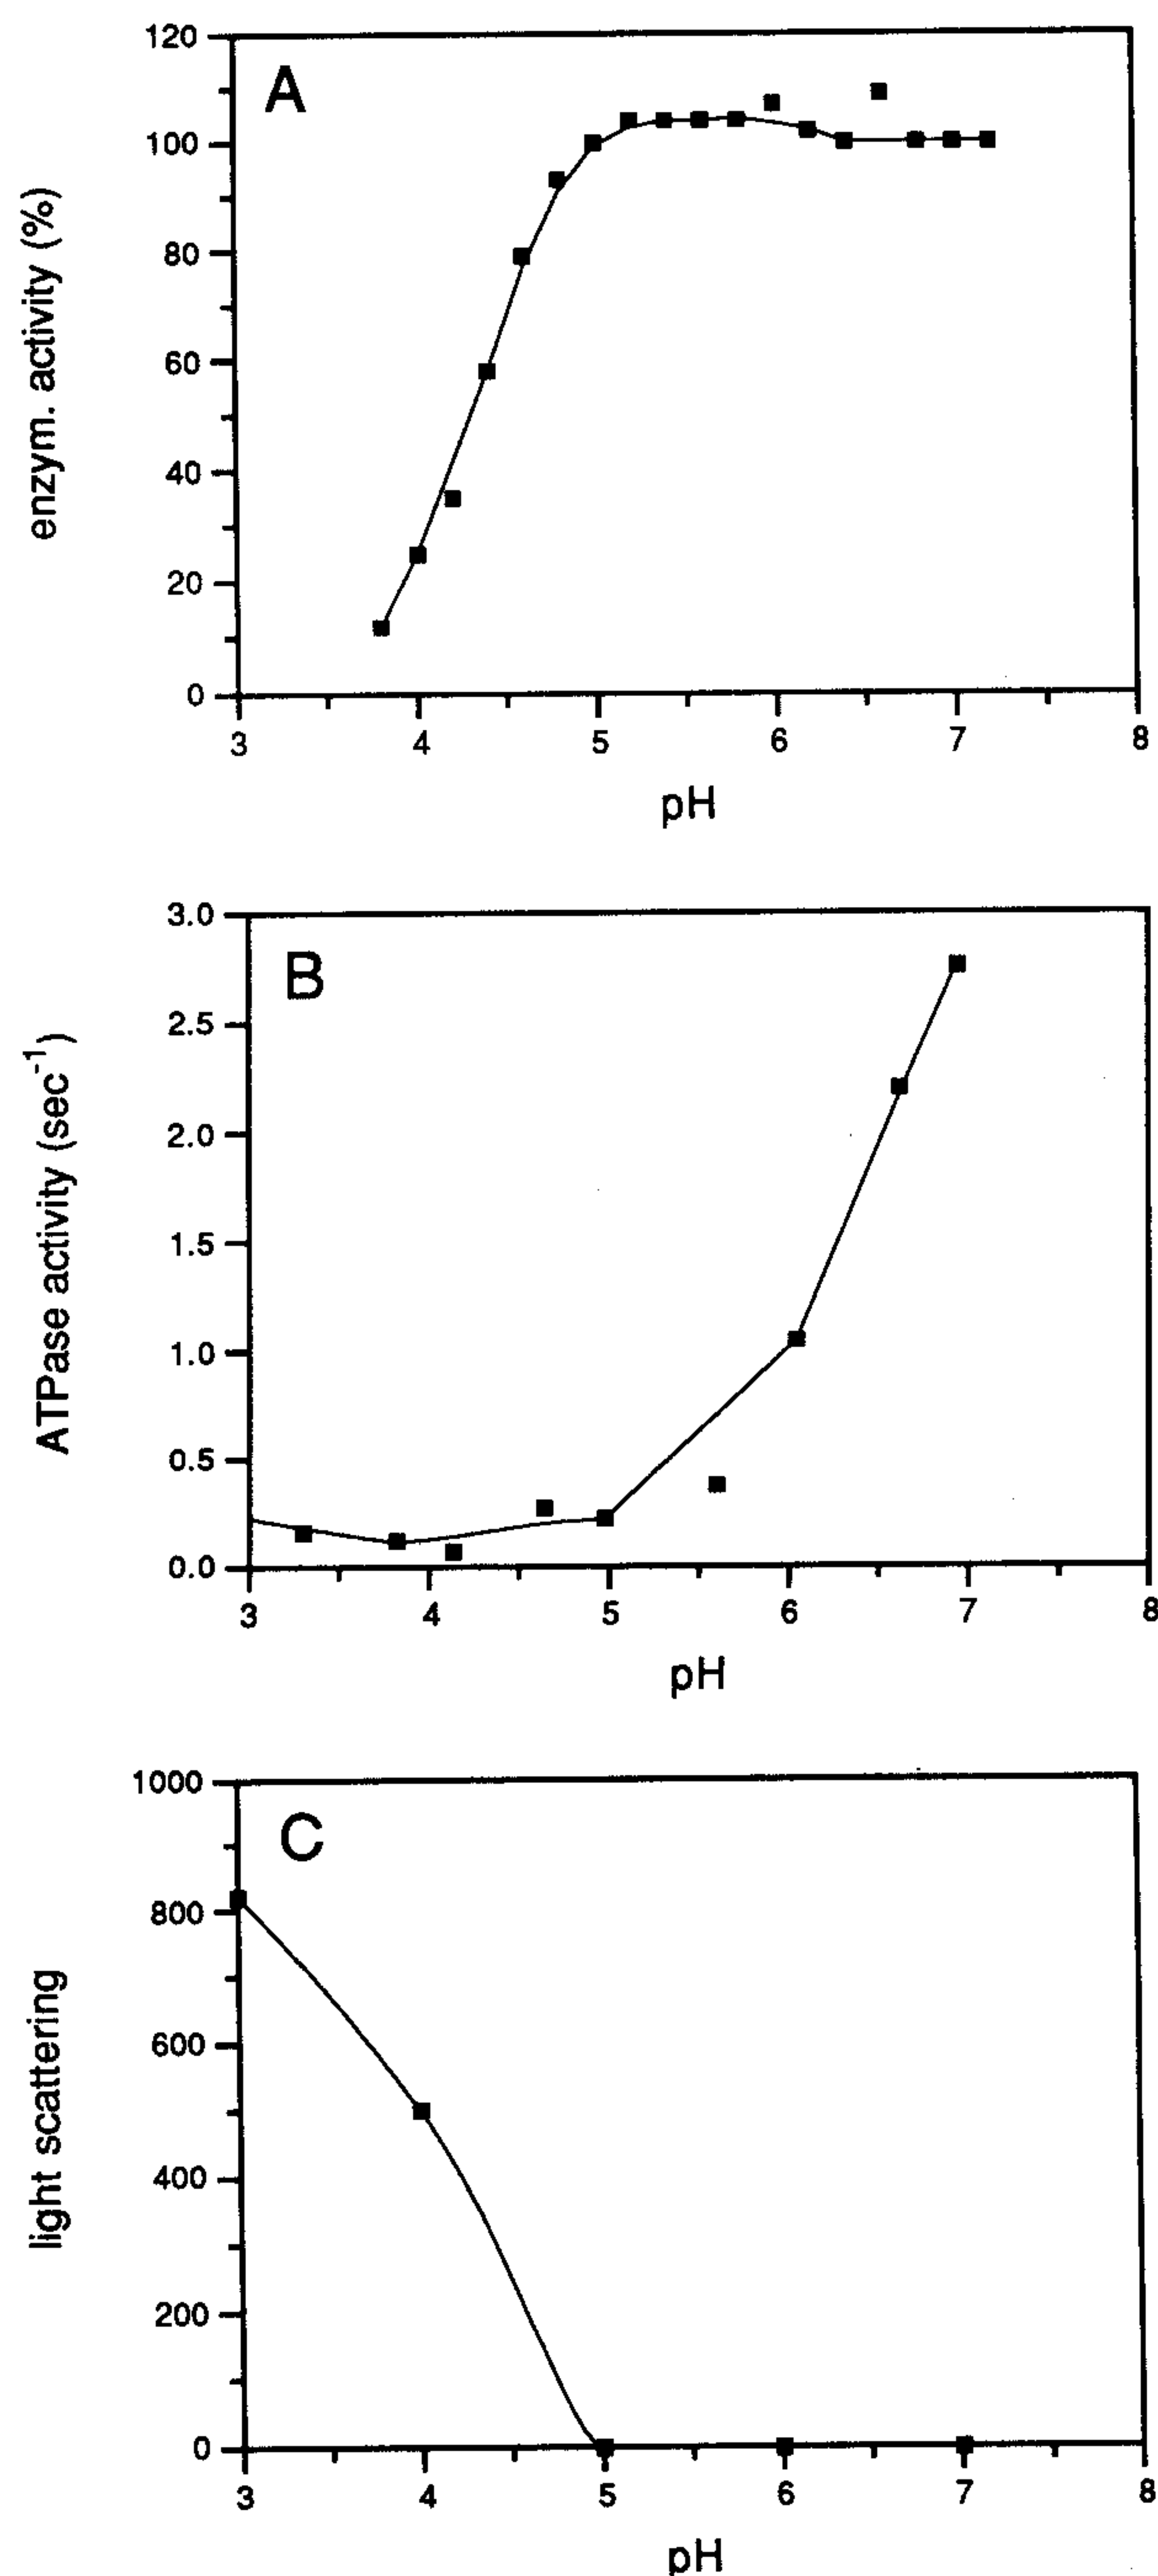 A
enzym. activity (%)
120
100
80
60
40
20
0
3 4 5 6 7 8
pH
B
ATPase activity (sec⁻¹)
3.0
2.5
2.0
1.5
1.0
0.5
0.0
3 4 5 6 7 8
pH
C
light scattering
1000
800
600
400
200
0
3 4 5 6 7 8
pH